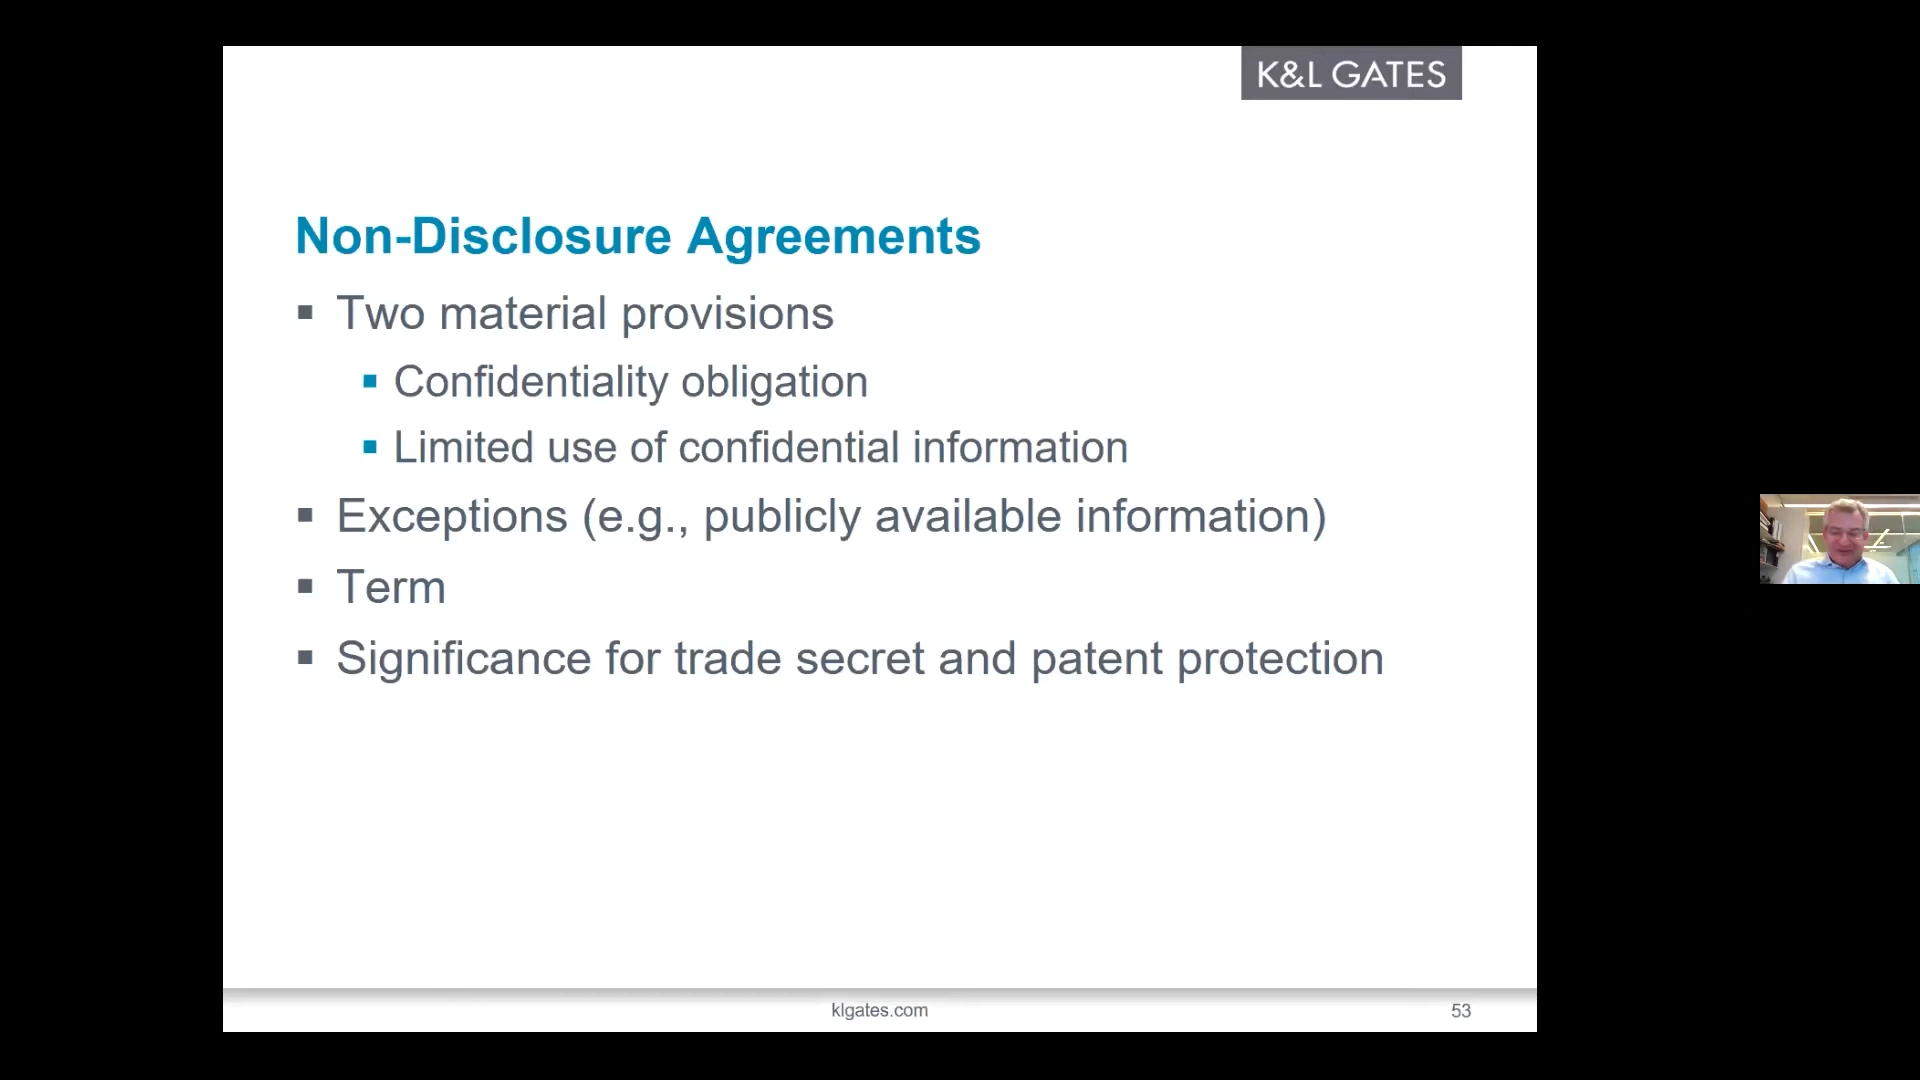 K&L GATES
Non-Disclosure Agreements
Two material provisions
Confidentiality obligation
Limited use of confidential information
Exceptions (e.g., publicly available information)
Term
Significance for trade secret and patent protection
klgates.com
53